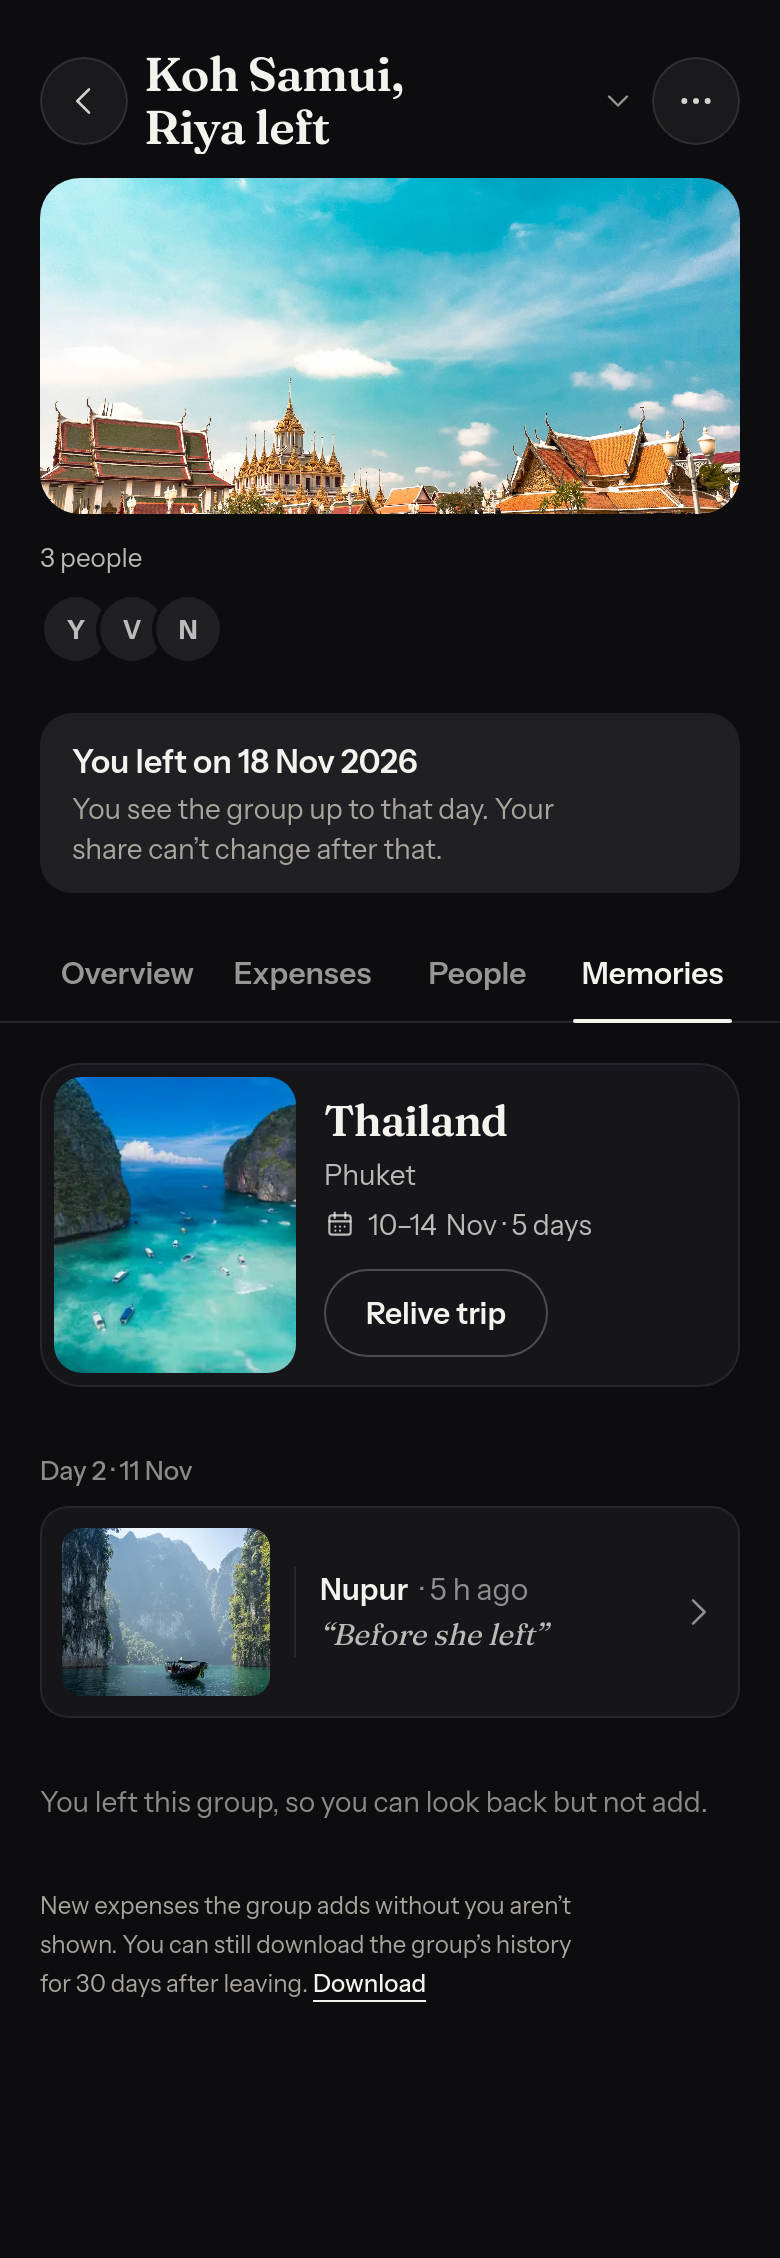 Koh Samui,
Riya left
3 people
Y V N
You left on 18 Nov 2026
You see the group up to that day. Your
share can’t change after that.
Overview Expenses People Memories
Thailand
Phuket
10–14 Nov · 5 days
Relive trip
Day 2 · 11 Nov
Nupur · 5 h ago
“Before she left”
You left this group, so you can look back but not add.
New expenses the group adds without you aren’t
shown. You can still download the group’s history
for 30 days after leaving. Download